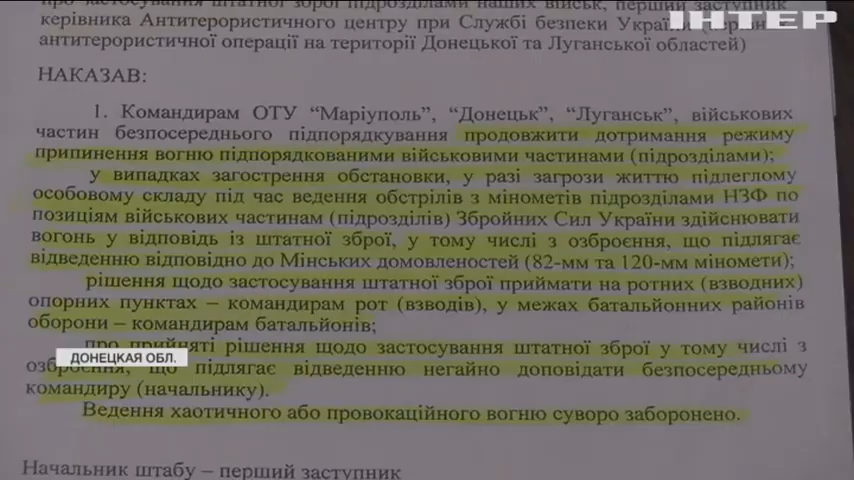 про застосування штатної зброї підрозділами наших військ, перший заступник
керівника Антитерористичного центру при Службі безпеки України
антитерористичної операції на території Донецької та Луганської областей)
ІНТЕР
НАКАЗАВ:
1. Командирам ОТУ “Маріуполь”, “Донецьк”, “Луганськ”, військових
частин безпосереднього підпорядкування продовжити дотримання режиму
припинення вогню підпорядкованими військовими частинами (підрозділами);
у випадках загострення обстановки, у разі загрози життю підлеглому
особовому складу під час ведення обстрілів з мінометів підрозділами НЗФ по
позиціям військових частинам (підрозділів) Збройних Сил України здійснювати
вогонь у відповідь із штатної зброї, у тому числі з озброєння, що підлягає
відведенню відповідно до Мінських домовленостей (82-мм та 120-мм міномети);
рішення щодо застосування штатної зброї приймати на ротних (взводних)
опорних пунктах – командирам рот (взводів), у межах батальйонних районів
оборони – командирам батальйонів;
про прийняті рішення щодо застосування штатної зброї у тому числі з
підлягає відведенню негайно доповідати безпосередньому
командиру (начальнику).
ДОНЕЦКАЯ ОБЛ.
Ведення хаотичного або провокаційного вогню суворо заборонено.
Начальник штабу – перший заступник